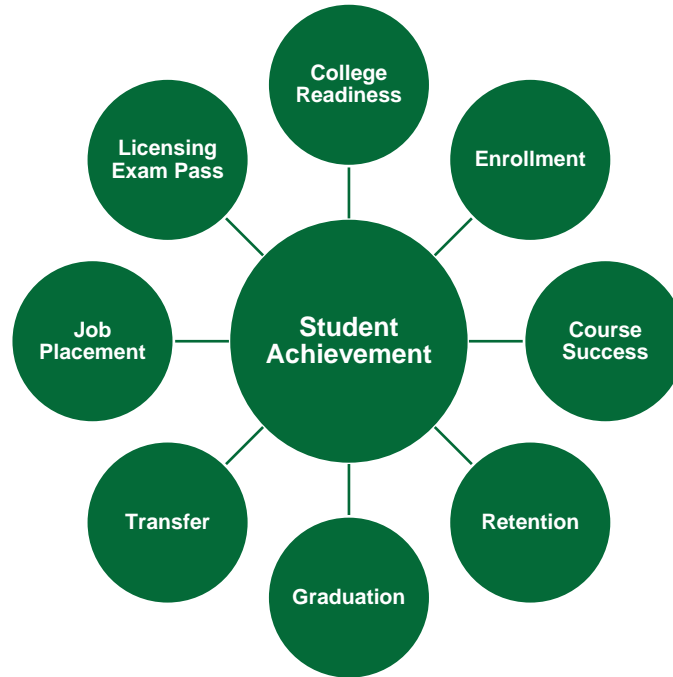 College
Readiness
Licensing
Exam Pass
Enrollment
Job
Placement
Student
Achievement
Course
Success
Transfer
Retention
Graduation